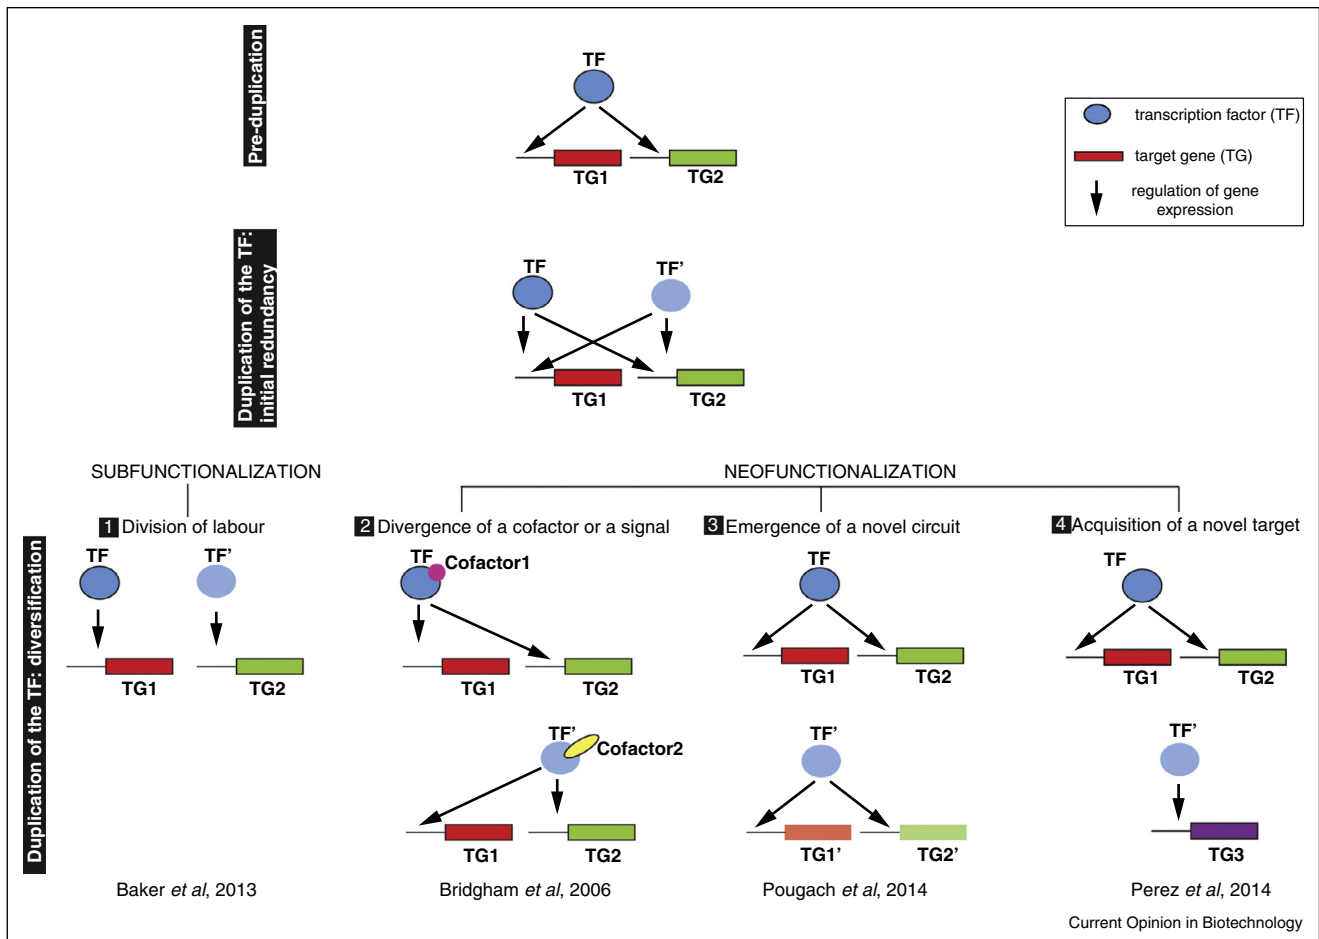 Pre-duplication
TF
TG1 TG2
transcription factor (TF)
target gene (TG)
regulation of gene
expression
Duplication of the TF:
initial redundancy
TF TF’
TG1 TG2
SUBFUNCTIONALIZATION
NEOFUNCTIONALIZATION
Duplication of the TF: diversification
1 Division of labour
TF TF’
TG1 TG2
Baker et al, 2013
2 Divergence of a cofactor or a signal
TF
Cofactor1
TG1 TG2
TF’
Cofactor2
TG1 TG2
Bridgham et al, 2006
3 Emergence of a novel circuit
TF
TG1 TG2
TF’
TG1’ TG2’
Pougach et al, 2014
4 Acquisition of a novel target
TF
TG1 TG2
TF’
TG3
Perez et al, 2014
Current Opinion in Biotechnology